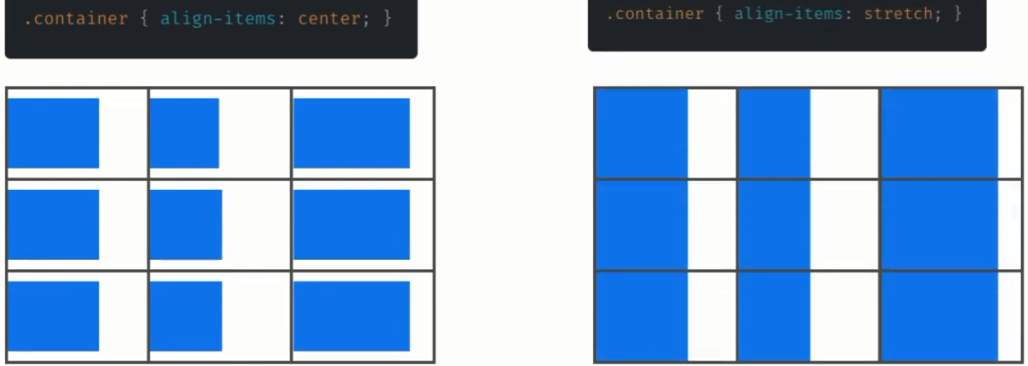 .container { align-items: center; }
.container { align-items: stretch; }